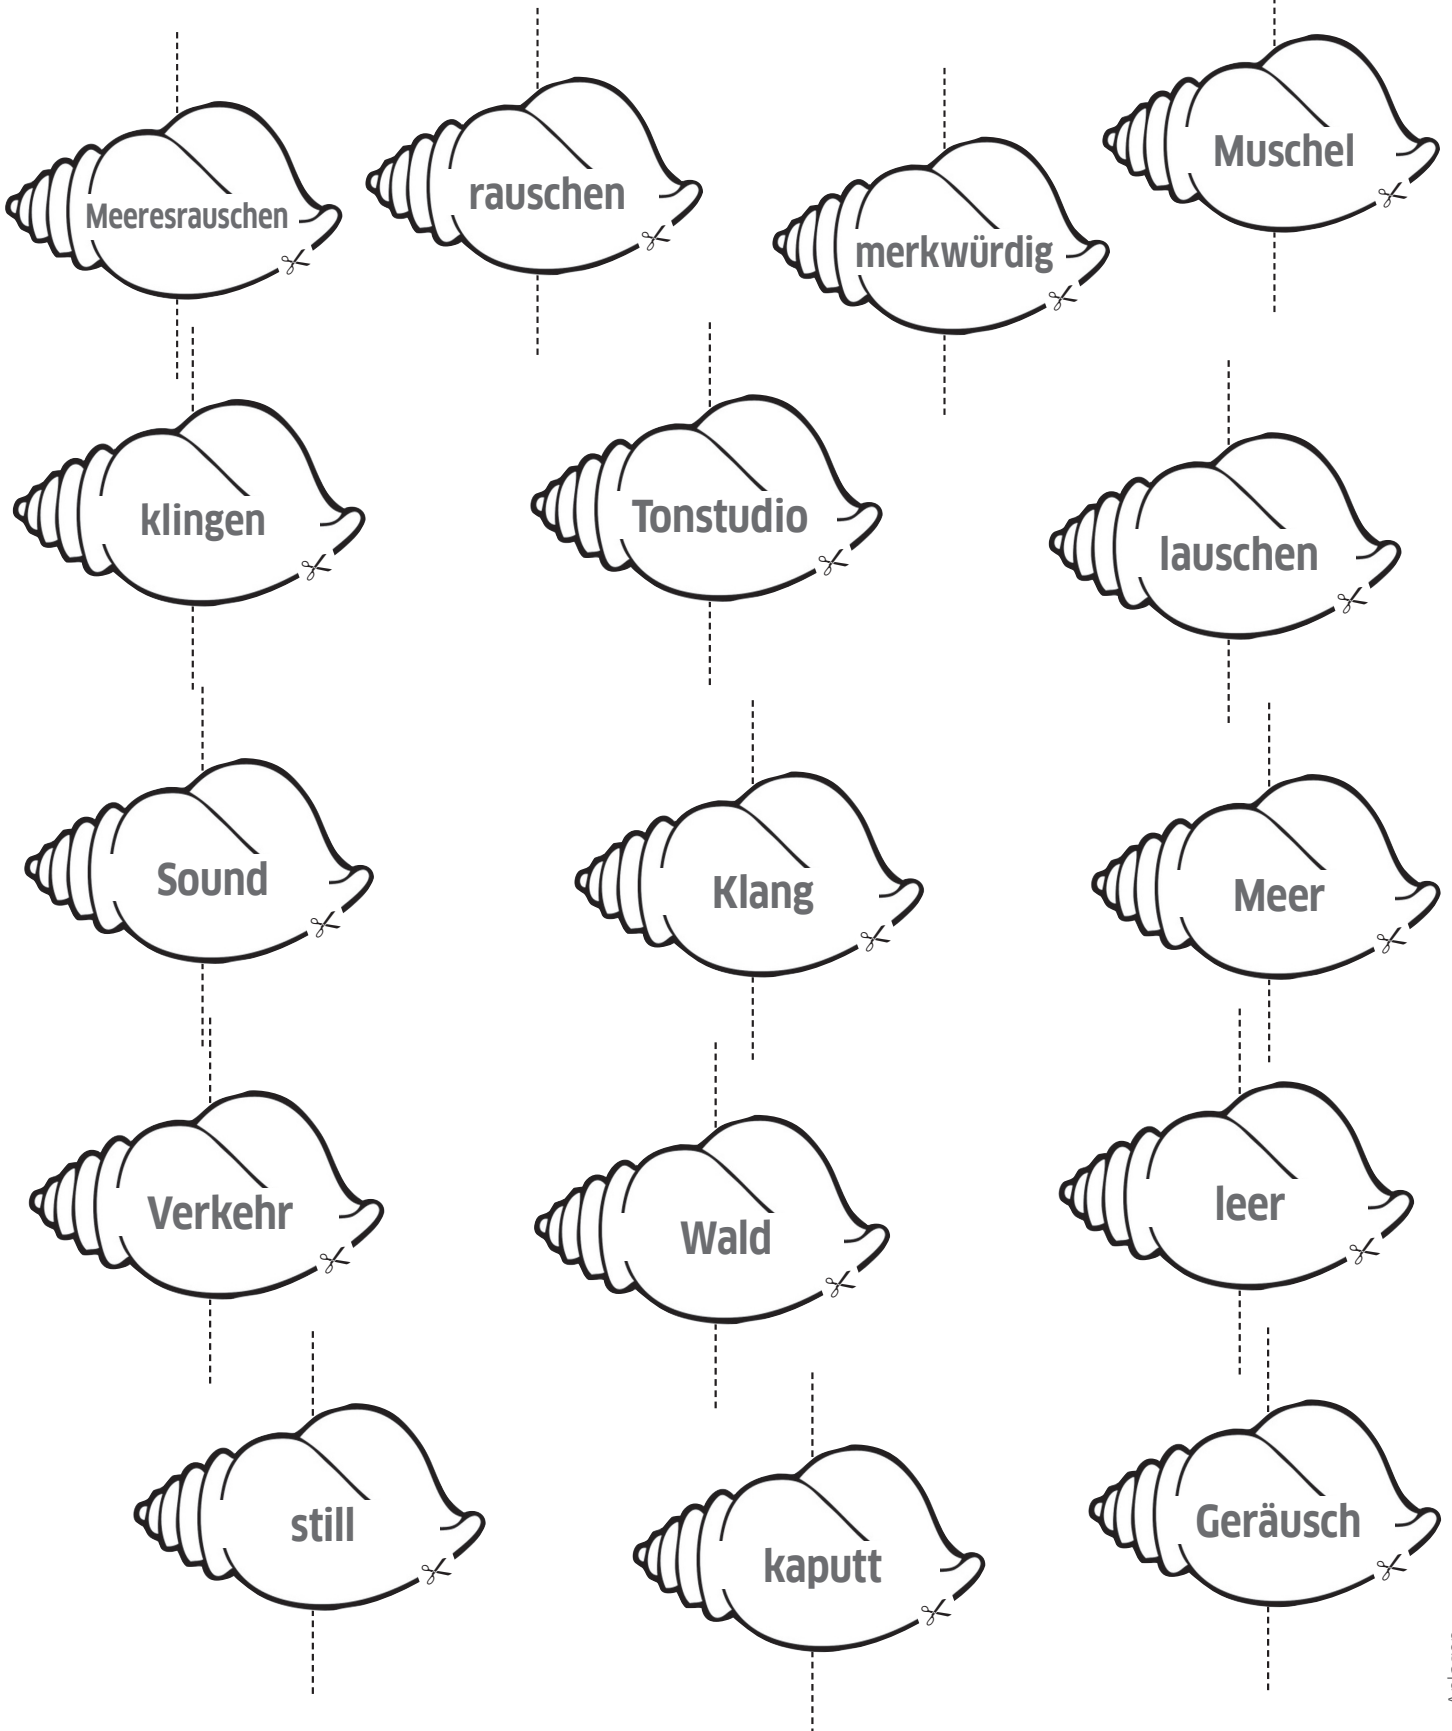 Meeresrauschen
rauschen
merkwürdig
Muschel
klingen
Tonstudio
lauschen
Sound
Klang
Meer
Verkehr
Wald
leer
still
kaputt
Geräusch